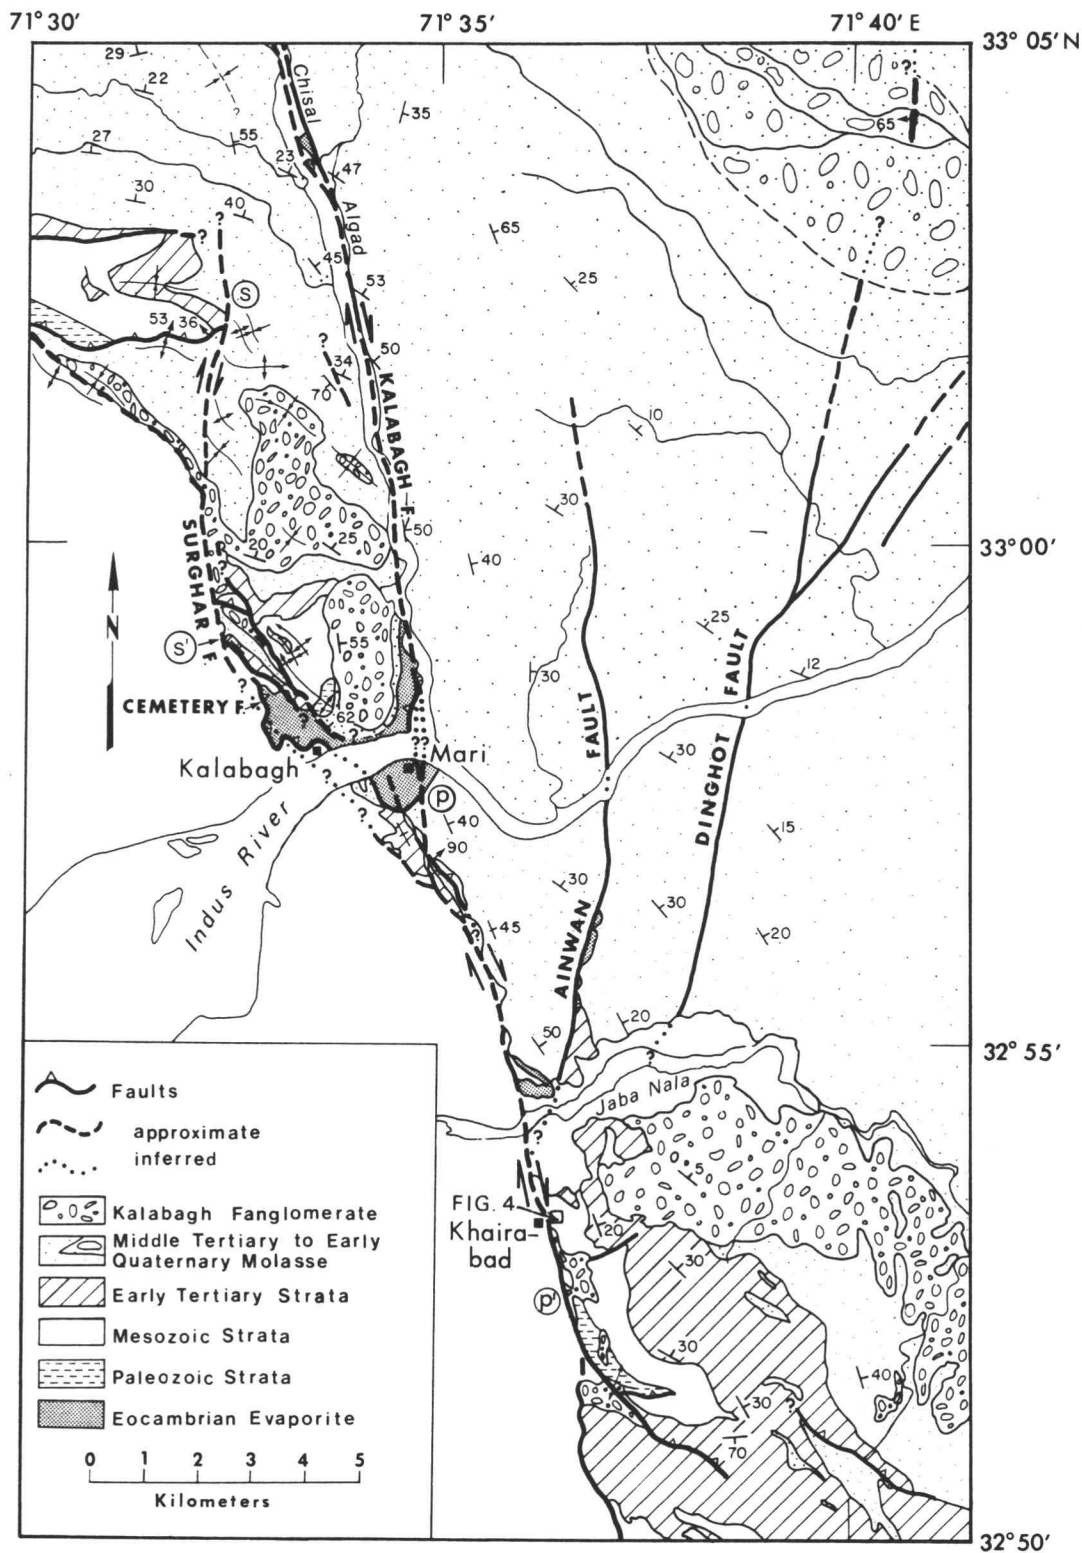 71° 30' 71° 35' 71° 40' E
33° 05' N
29
22
27
55
23
47
35
65
30
40
45
53
65
25
Chisal
Algad
?
?
?
?
S
53 36
?
34
70
50
10
KALABAGH F.
50
30
40
20 25
33° 00'
SURGHAR F.
?
N
S'
55
25
12
30
?
CEMETERY F.
62
?
?
?
??
Kalabagh
Mari
P
?
?
40
90
Indus River
FAULT
AINWAN
DINGHOT FAULT
30
15
30
30
20
45
?
50
20
?
32° 55'
Jaba Nala
?
5
FIG. 4
Khaira-
bad
20
30
P'
30
40
30
?
70
Faults
approximate
inferred
Kalabagh Fanglomerate
Middle Tertiary to Early
Quaternary Molasse
Early Tertiary Strata
Mesozoic Strata
Paleozoic Strata
Eocambrian Evaporite
0 1 2 3 4 5
Kilometers
32° 50'